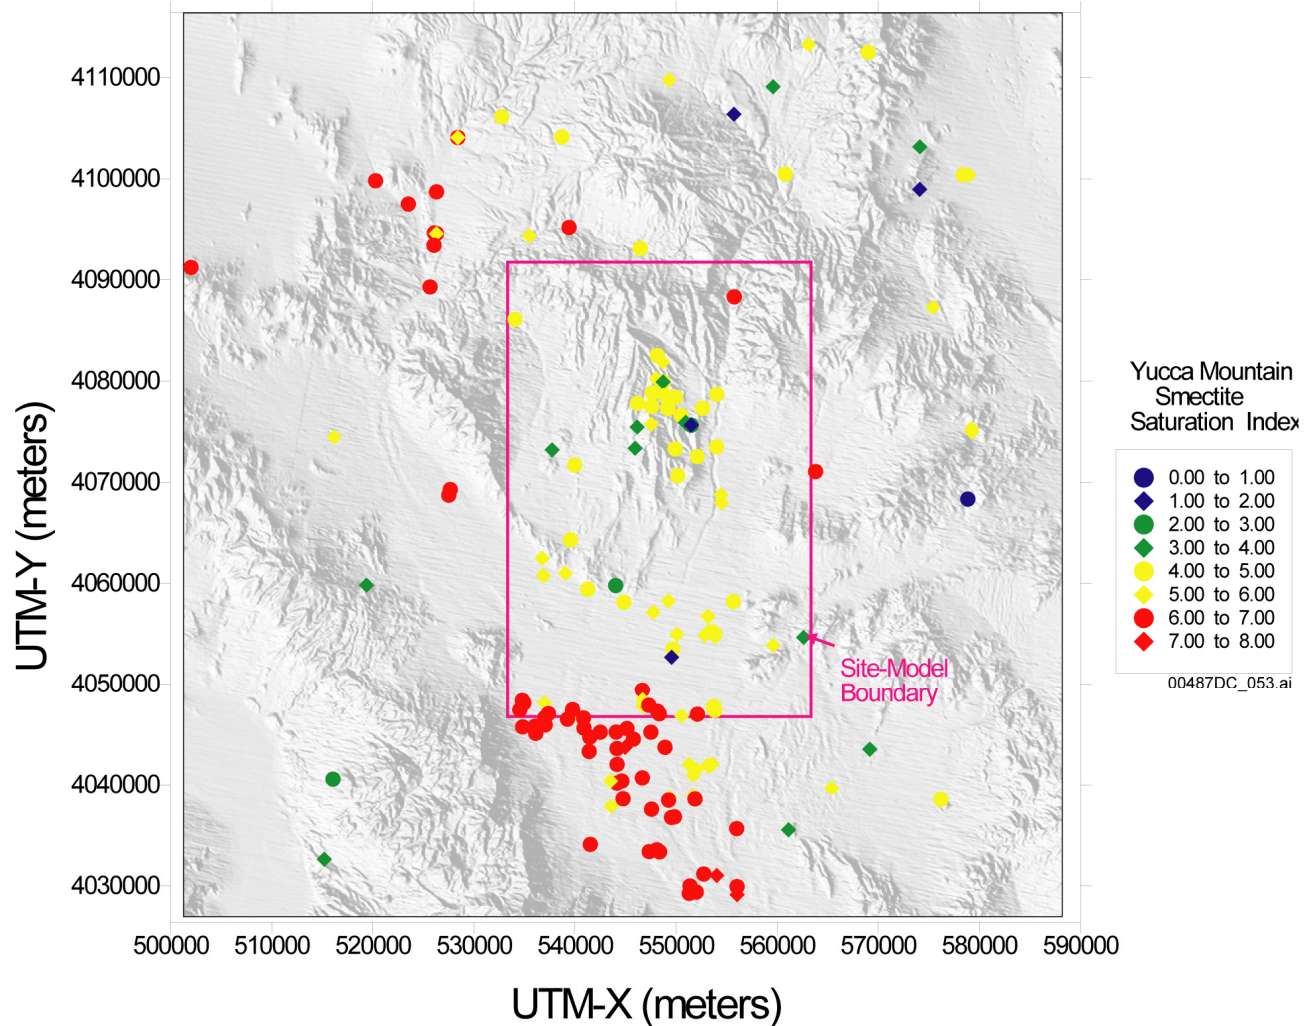 4110000
4100000
4090000
4080000
4070000
4060000
4050000
4040000
4030000
UTM-Y (meters)
500000 510000 520000 530000 540000 550000 560000 570000 580000 590000
UTM-X (meters)
Site-Model
Boundary
Yucca Mountain
Smectite
Saturation Index
0.00 to 1.00
1.00 to 2.00
2.00 to 3.00
3.00 to 4.00
4.00 to 5.00
5.00 to 6.00
6.00 to 7.00
7.00 to 8.00
00487DC_053.ai